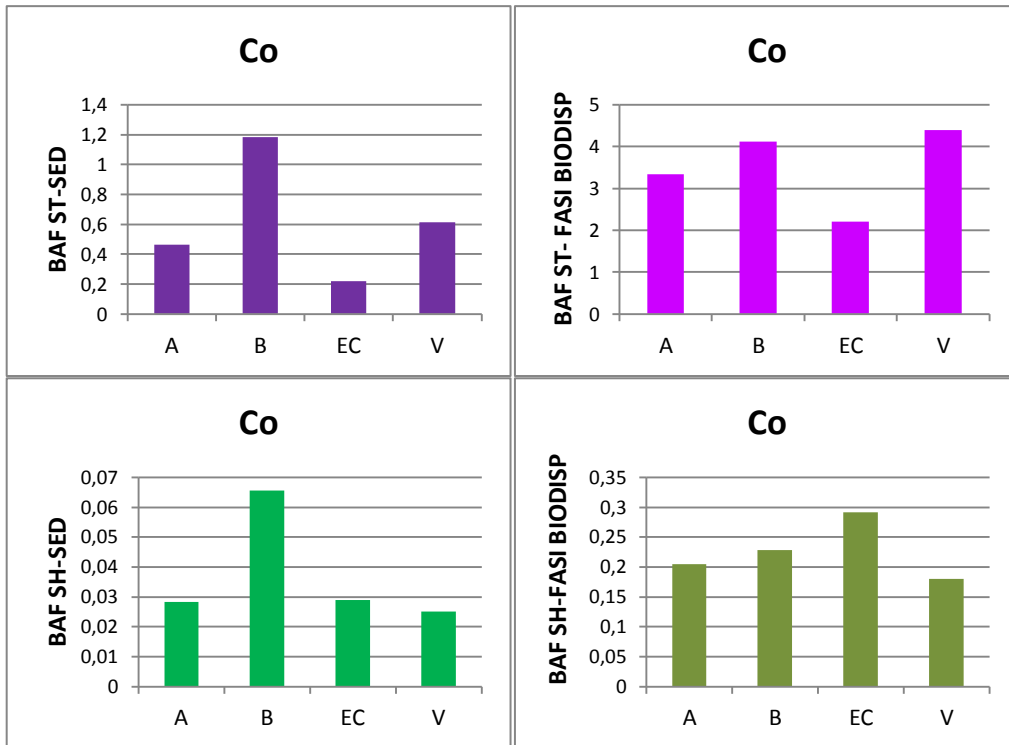 Co
BAF ST-SED
1,4
1,2
1
0,8
0,6
0,4
0,2
0
A B EC V
Co
BAF ST- FASI BIODISP
5
4
3
2
1
0
A B EC V
Co
BAF SH-SED
0,07
0,06
0,05
0,04
0,03
0,02
0,01
0
A B EC V
Co
BAF SH-FASI BIODISP
0,35
0,3
0,25
0,2
0,15
0,1
0,05
0
A B EC V